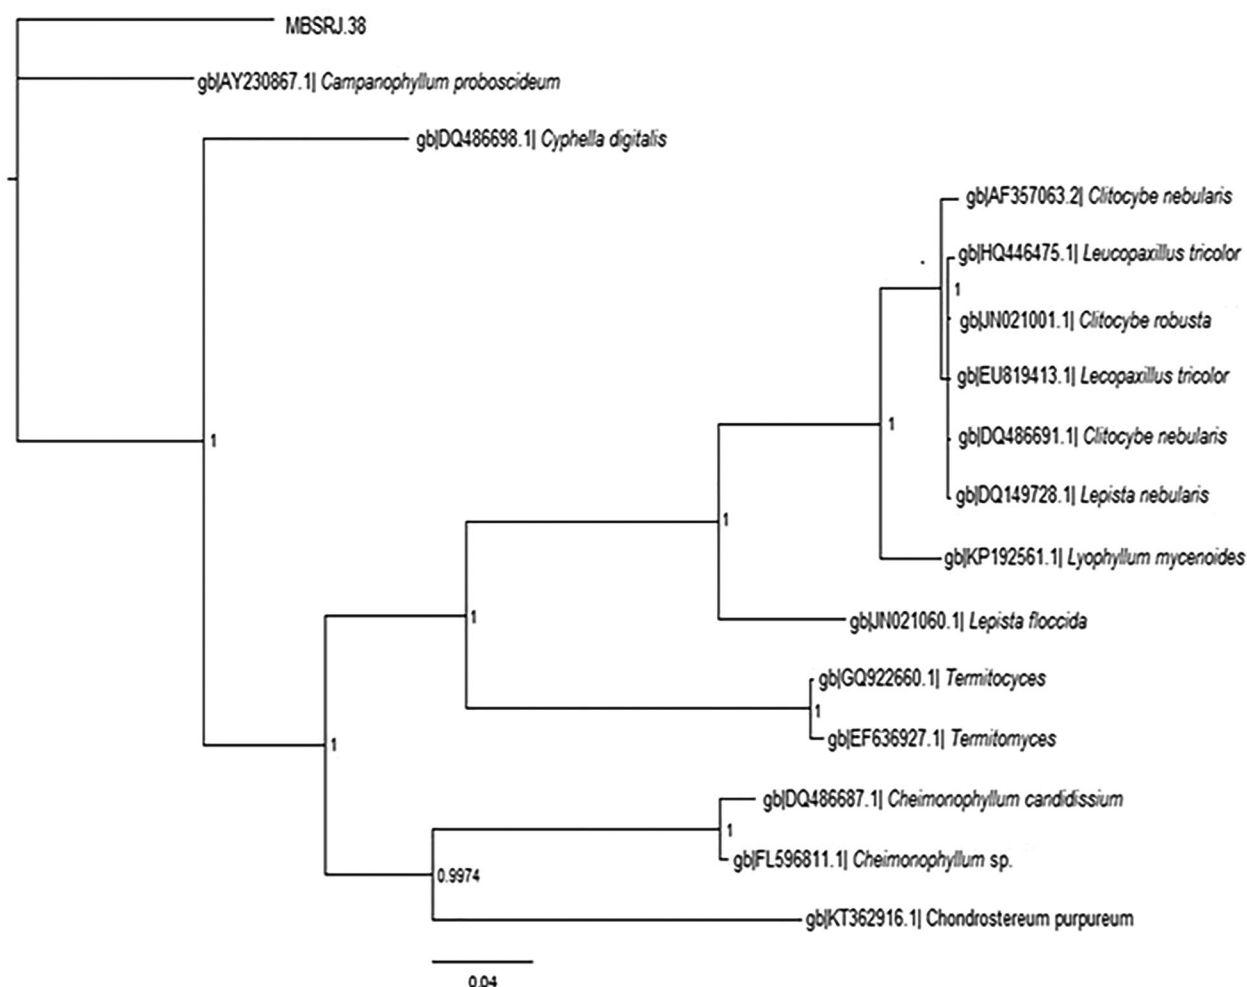 MBSRJ.38
gb|AY230867.1| Campanophyllum proboscideum
gb|DQ486698.1| Cyphella digitalis
gb|AF357063.2| Clitocybe nebularis
gb|HQ446475.1| Leucopaxillus tricolor
1
gb|JN021001.1| Clitocybe robusta
gb|EU819413.1| Lecopaxillus tricolor
1
gb|DQ486691.1| Clitocybe nebularis
1
gb|DQ149728.1| Lepista nebularis
1
gb|KP192561.1| Lyophyllum mycenoides
1
gb|JN021060.1| Lepista floccida
gb|GQ922660.1| Termitocyces
1
gb|EF636927.1| Termitomyces
1
gb|DQ486687.1| Cheimonophyllum candidissium
1
gb|FL596811.1| Cheimonophyllum sp.
0.9974
gb|KT362916.1| Chondrostereum purpureum
0.04